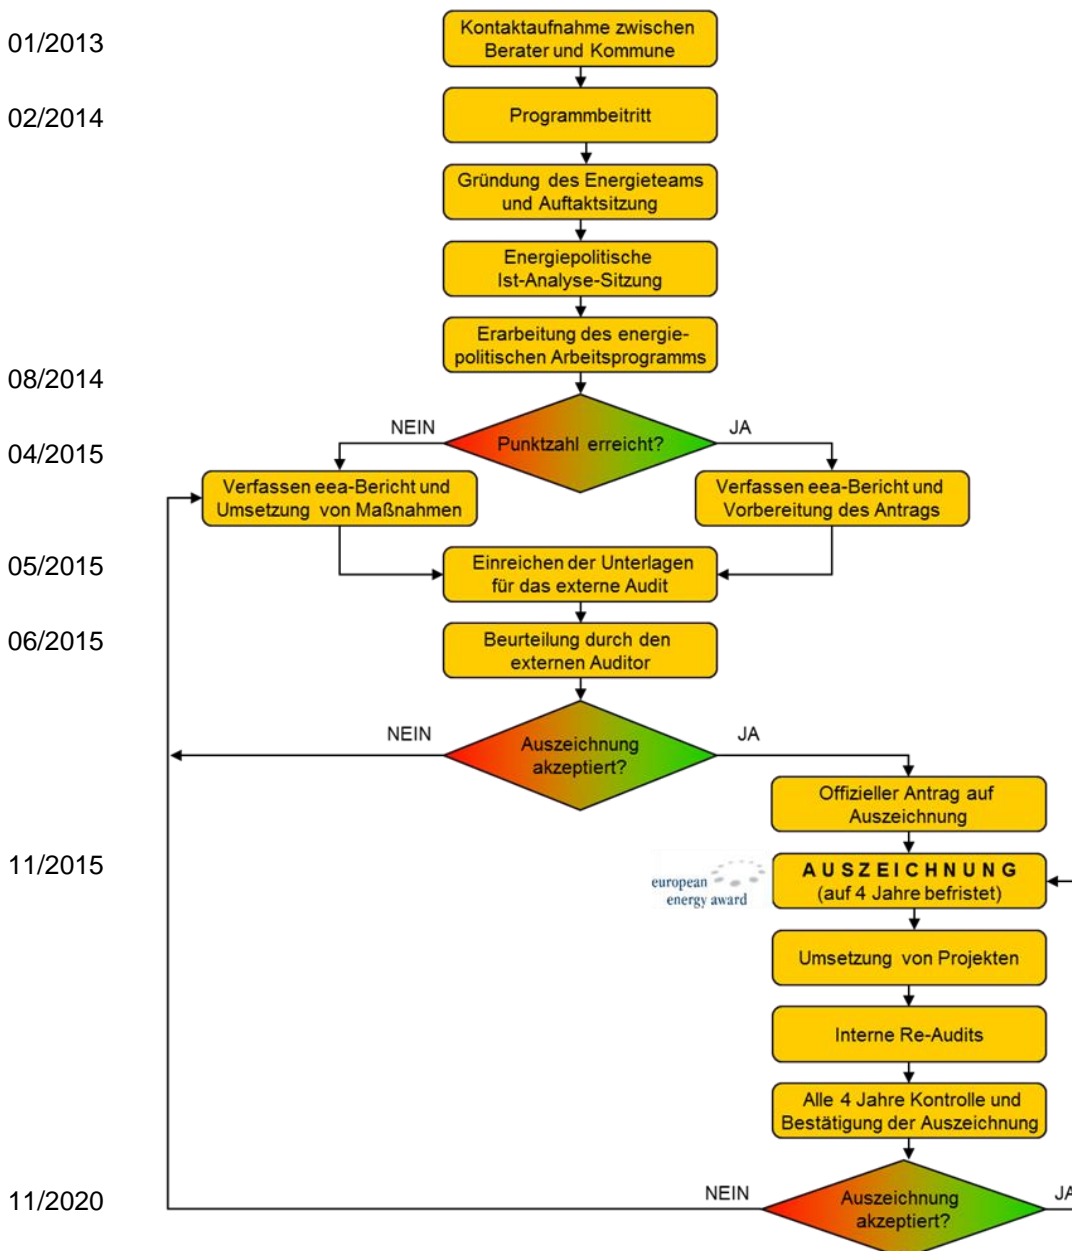 01/2013
Kontaktaufnahme zwischen
Berater und Kommune
02/2014
Programmbeitritt
Gründung des Energieteams
und Auftaktsitzung
Energiepolitische
Ist-Analyse-Sitzung
Erarbeitung des energie-
politischen Arbeitsprogramms
08/2014
NEIN
Punktzahl erreicht?
JA
04/2015
Verfassen eea-Bericht und
Umsetzung von Maßnahmen
Verfassen eea-Bericht und
Vorbereitung des Antrags
05/2015
Einreichen der Unterlagen
für das externe Audit
06/2015
Beurteilung durch den
externen Auditor
NEIN
Auszeichnung
akzeptiert?
JA
Offizieller Antrag auf
Auszeichnung
11/2015
european
energy award
AUSZEICHNUNG
(auf 4 Jahre befristet)
Umsetzung von Projekten
Interne Re-Audits
Alle 4 Jahre Kontrolle und
Bestätigung der Auszeichnung
11/2020
NEIN
Auszeichnung
akzeptiert?
JA